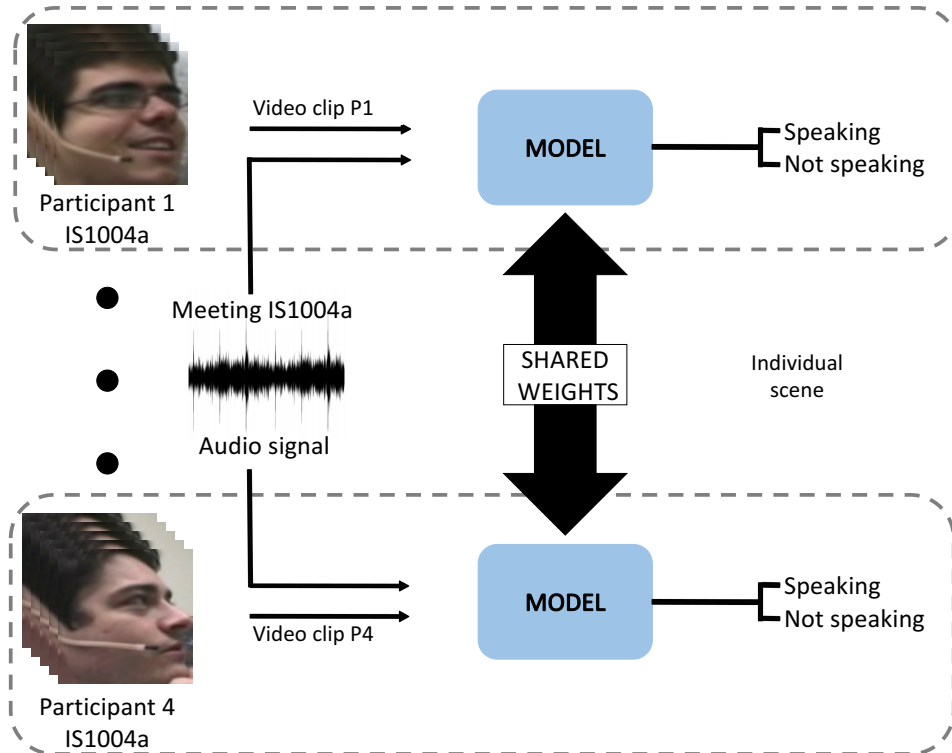 Video clip P1
MODEL
Speaking
Not speaking
Participant 1
IS1004a
Meeting IS1004a
SHARED
WEIGHTS
Individual
scene
Audio signal
MODEL
Speaking
Not speaking
Video clip P4
Participant 4
IS1004a